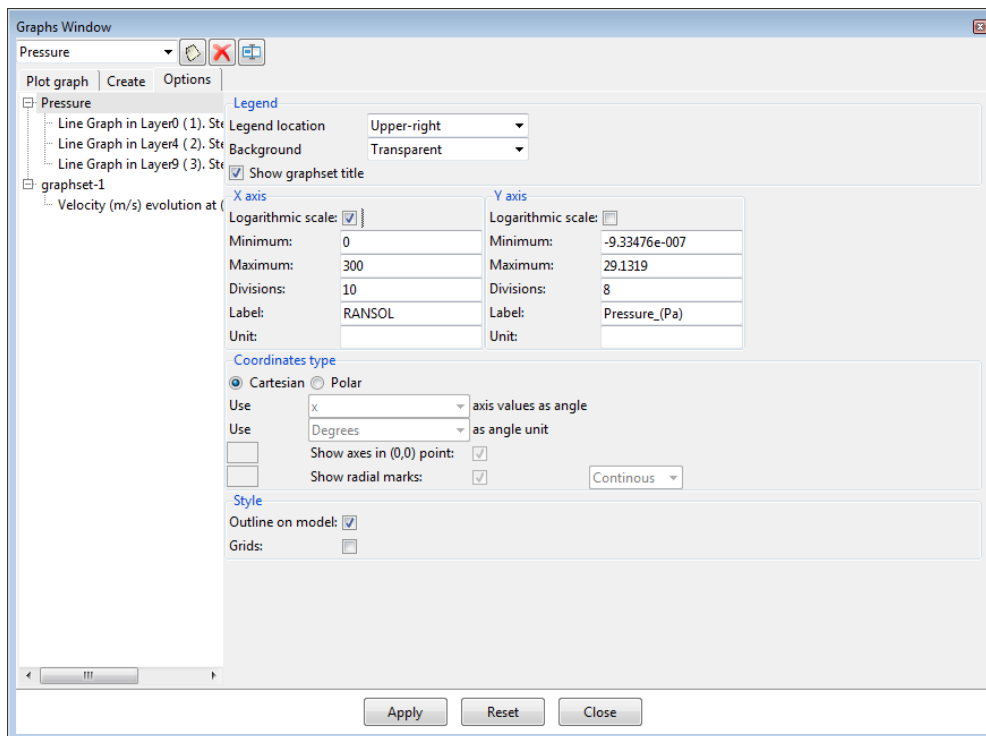 Graphs Window
Pressure
Plot graph Create Options
Pressure
Line Graph in Layer0 ( 1). Ste
Line Graph in Layer4 ( 2). Ste
Line Graph in Layer9 ( 3). Ste
graphset-1
Velocity (m/s) evolution at (
Legend
Legend location Upper-right
Background Transparent
Show graphset title
X axis
Logarithmic scale:
Minimum: 0
Maximum: 300
Divisions: 10
Label: RANSOL
Unit:
Y axis
Logarithmic scale:
Minimum: -9.33476e-007
Maximum: 29.1319
Divisions: 8
Label: Pressure_(Pa)
Unit:
Coordinates type
Cartesian Polar
Use x axis values as angle
Use Degrees as angle unit
Show axes in (0,0) point:
Show radial marks: Continous
Style
Outline on model:
Grids:
Apply Reset Close